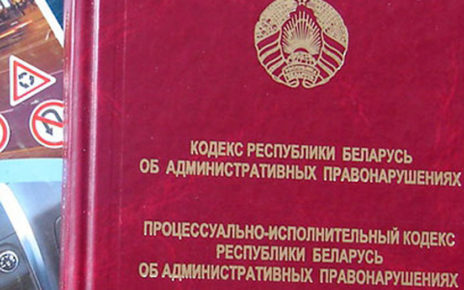 КОДЕКС РЕСПУБЛИКИ БЕЛАРУСЬ
ОБ АДМИНИСТРАТИВНЫХ ПРАВОНАРУШЕНИЯХ
ПРОЦЕССУАЛЬНО-ИСПОЛНИТЕЛЬНЫЙ КОДЕКС
РЕСПУБЛИКИ БЕЛАРУСЬ
ОБ АДМИНИСТРАТИВНЫХ ПРАВОНАРУШЕНИЯХ